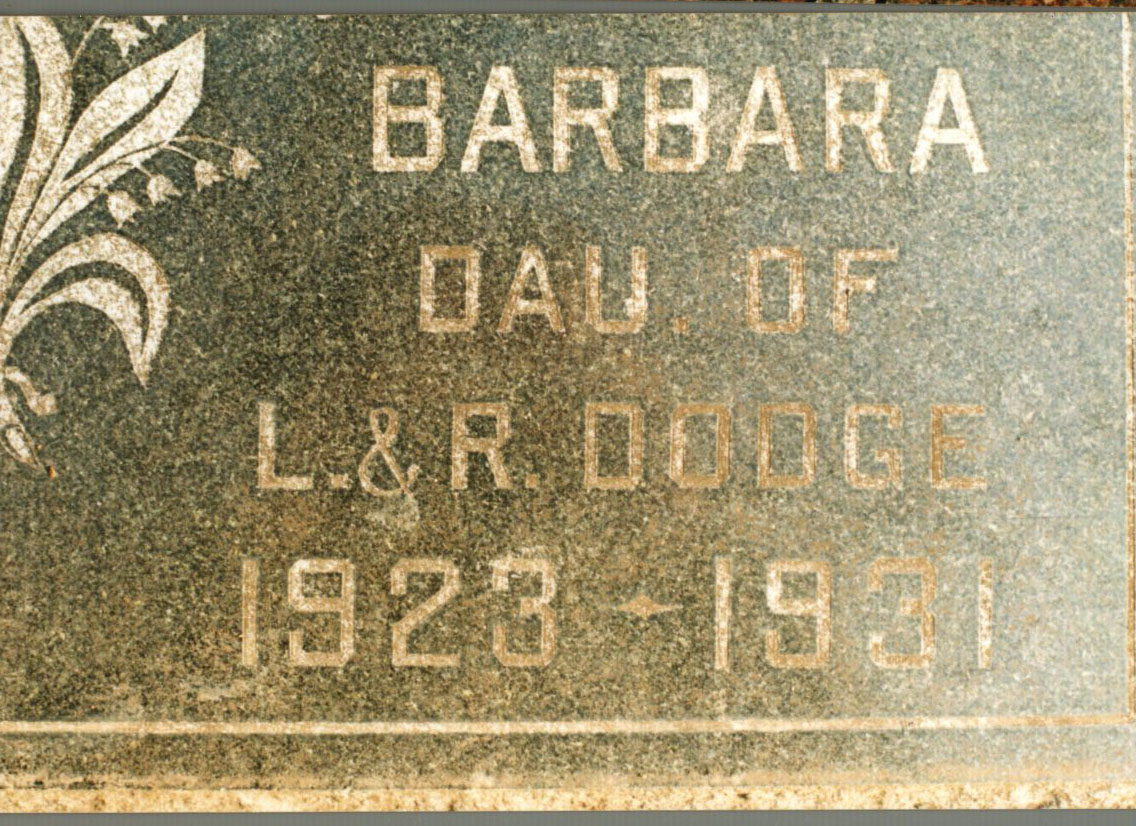 BARBARA
DAU. OF
L.& R. DODGE
1923 - 1931